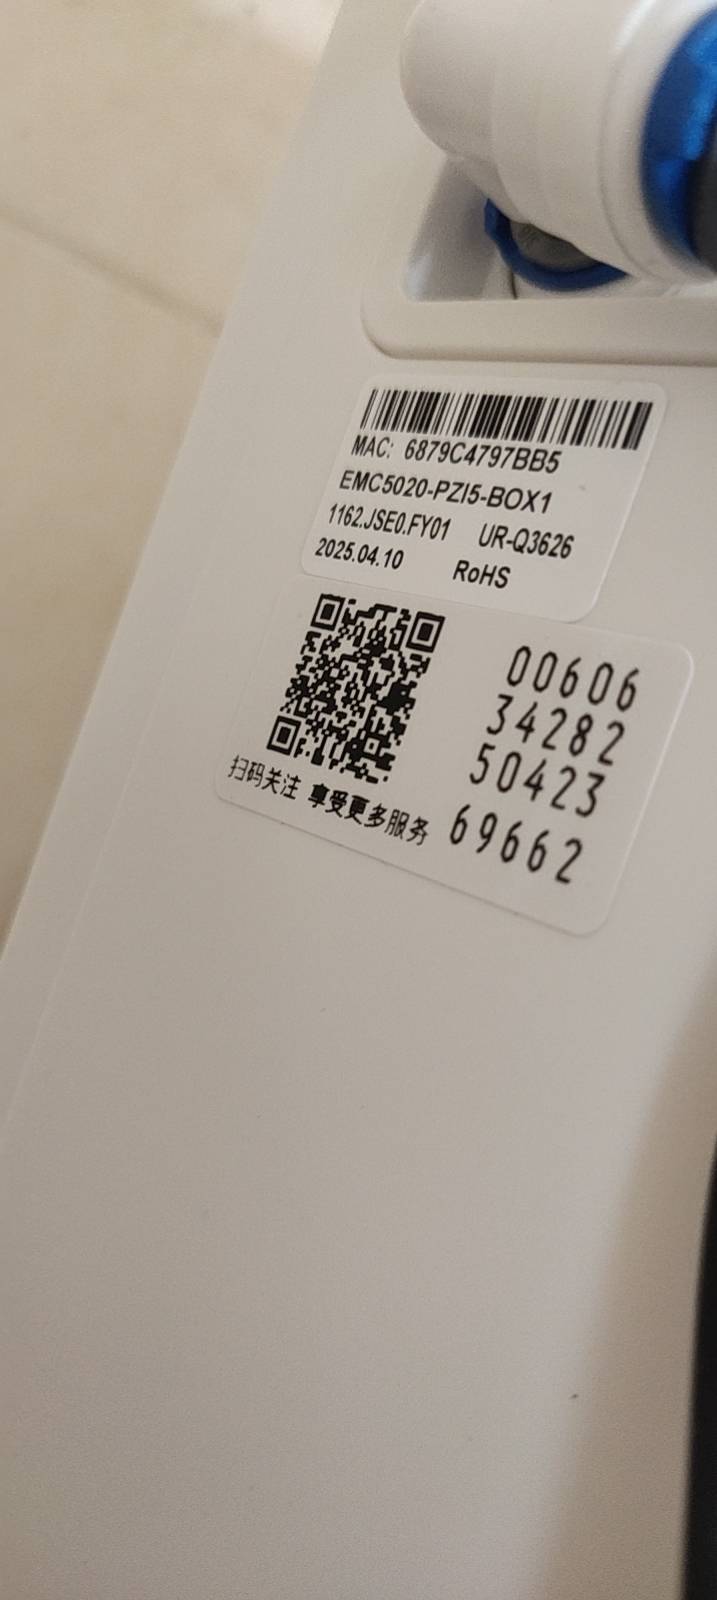 MAC: 6879C4797BB5
EMC5020-PZI5-BOX1
1162.JSE0.FY01 UR-Q3626
2025.04.10 RoHS
00606
34282
50423
69662
扫码关注 享受更多服务